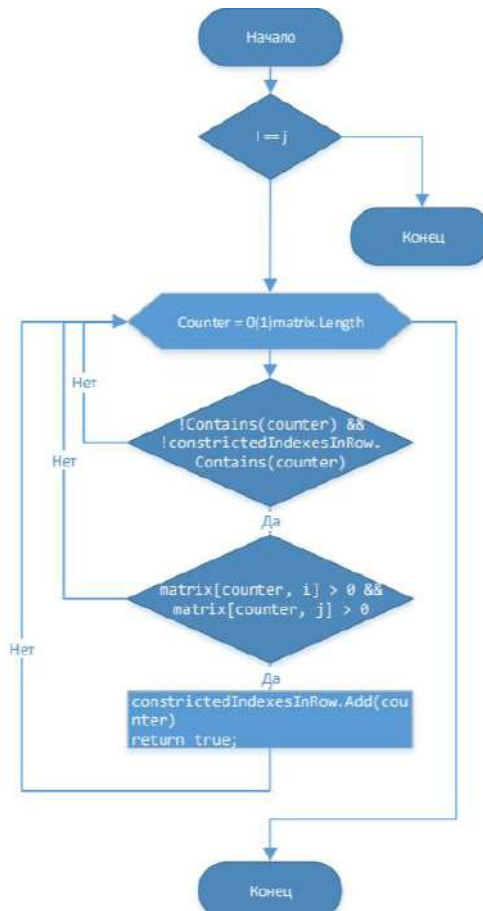 Начало
! == j
Конец
Counter = 0(1)matrix.Length
Нет
!Contains(counter) &&
!constrictedIndexesInRow.
Contains(counter)
Нет
Да
matrix[counter, i] > 0 &&
matrix[counter, j] > 0
Нет
Да
constrictedIndexesInRow.Add(cou
nter)
return true;
Конец